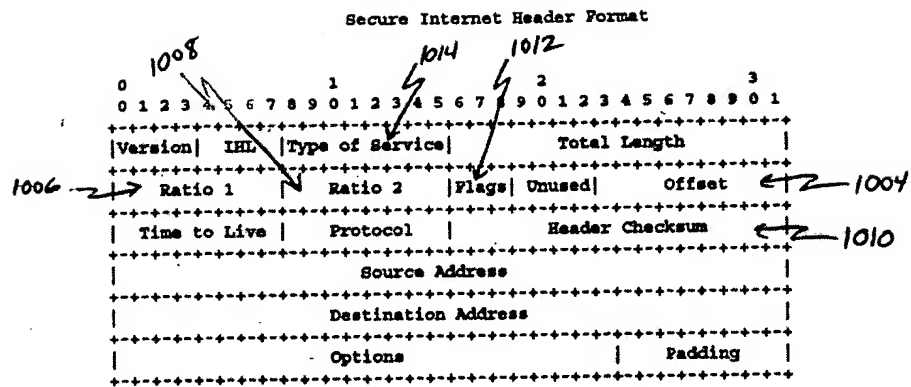 Secure Internet Header Format
1008 1014 1012
0 1 2 3
0 1 2 3 4 5 6 7 8 9 0 1 2 3 4 5 6 7 8 9 0 1 2 3 4 5 6 7 8 9 0 1
+-+-+-+-+-+-+-+-+-+-+-+-+-+-+-+-+-+-+-+-+-+-+-+-+-+-+-+-+-+-+-+-+
|Version| IHL |Type of Service| Total Length |
+-+-+-+-+-+-+-+-+-+-+-+-+-+-+-+-+-+-+-+-+-+-+-+-+-+-+-+-+-+-+-+-+
1006 | Ratio 1 | Ratio 2 |Flags| Unused| Offset | 1004
+-+-+-+-+-+-+-+-+-+-+-+-+-+-+-+-+-+-+-+-+-+-+-+-+-+-+-+-+-+-+-+-+
| Time to Live | Protocol | Header Checksum | 1010
+-+-+-+-+-+-+-+-+-+-+-+-+-+-+-+-+-+-+-+-+-+-+-+-+-+-+-+-+-+-+-+-+
| Source Address |
+-+-+-+-+-+-+-+-+-+-+-+-+-+-+-+-+-+-+-+-+-+-+-+-+-+-+-+-+-+-+-+-+
| Destination Address |
+-+-+-+-+-+-+-+-+-+-+-+-+-+-+-+-+-+-+-+-+-+-+-+-+-+-+-+-+-+-+-+-+
| Options | Padding |
+-+-+-+-+-+-+-+-+-+-+-+-+-+-+-+-+-+-+-+-+-+-+-+-+-+-+-+-+-+-+-+-+